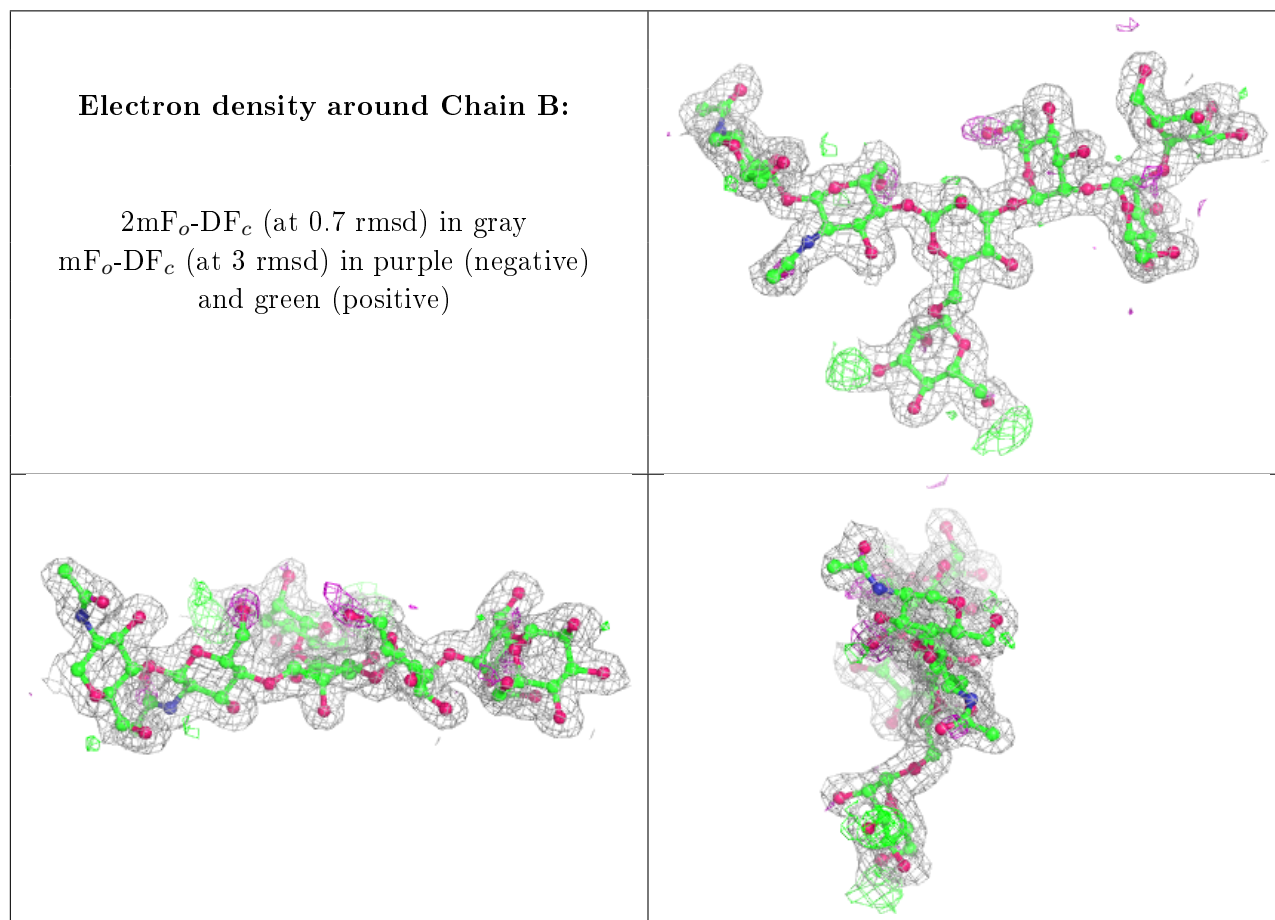 Electron density around Chain B:
2mFo-DFc (at 0.7 rmsd) in gray
mFo-DFc (at 3 rmsd) in purple (negative)
and green (positive)